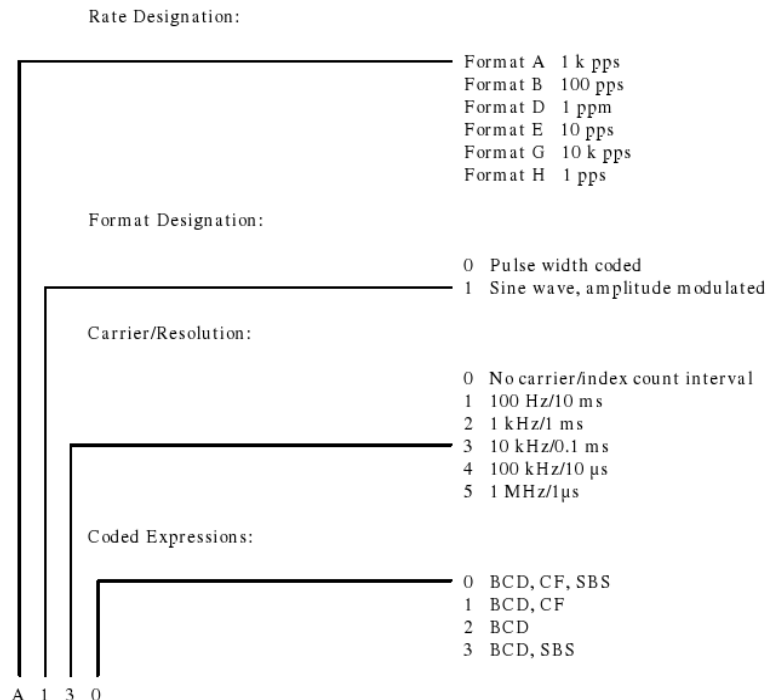 Rate Designation:
Format A 1 k pps
Format B 100 pps
Format D 1 ppm
Format E 10 pps
Format G 10 k pps
Format H 1 pps
Format Designation:
0 Pulse width coded
1 Sine wave, amplitude modulated
Carrier/Resolution:
0 No carrier/index count interval
1 100 Hz/10 ms
2 1 kHz/1 ms
3 10 kHz/0.1 ms
4 100 kHz/10 µs
5 1 MHz/1µs
Coded Expressions:
0 BCD, CF, SBS
1 BCD, CF
2 BCD
3 BCD, SBS
A 1 3 0